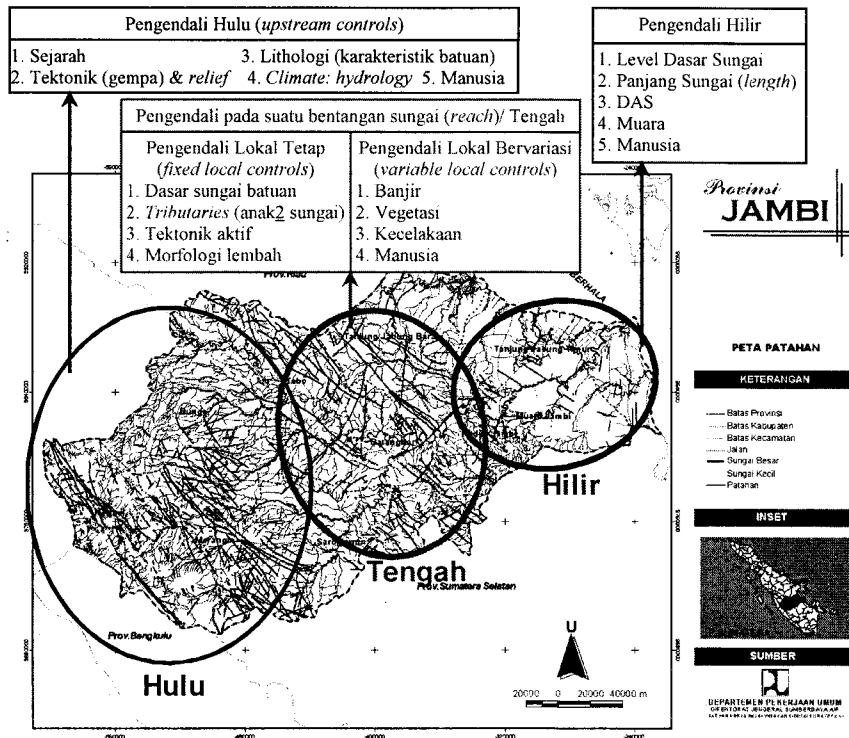 Pengendali Hulu (upstream controls)
1. Sejarah
2. Tektonik (gempa) & relief
3. Lithologi (karakteristik batuan)
4. Climate: hydrology 5. Manusia
Pengendali Hilir
1. Level Dasar Sungai
2. Panjang Sungai (length)
3. DAS
4. Muara
5. Manusia
Pengendali pada suatu bentangan sungai (reach)/ Tengah
Pengendali Lokal Tetap
(fixed local controls)
1. Dasar sungai batuan
2. Tributaries (anak2 sungai)
3. Tektonik aktif
4. Morfologi lembah
Pengendali Lokal Bervariasi
(variable local controls)
1. Banjir
2. Vegetasi
3. Kecelakaan
4. Manusia
Provinsi
JAMBI
Prov.Riau
BERHALA
Muaro Jambi
Hilir
Tengah
Prov.Sumatera Selatan
Prov.Bengkulu
Hulu
U
20000 0 20000 40000 m
PETA PATAHAN
KETERANGAN
Batas Provinsi
Batas Kabupaten
Batas Kecamatan
Jalan
Sungai Besar
Sungai Kecil
Patahan
INSET
SUMBER
DEPARTEMEN PEKERJAAN UMUM